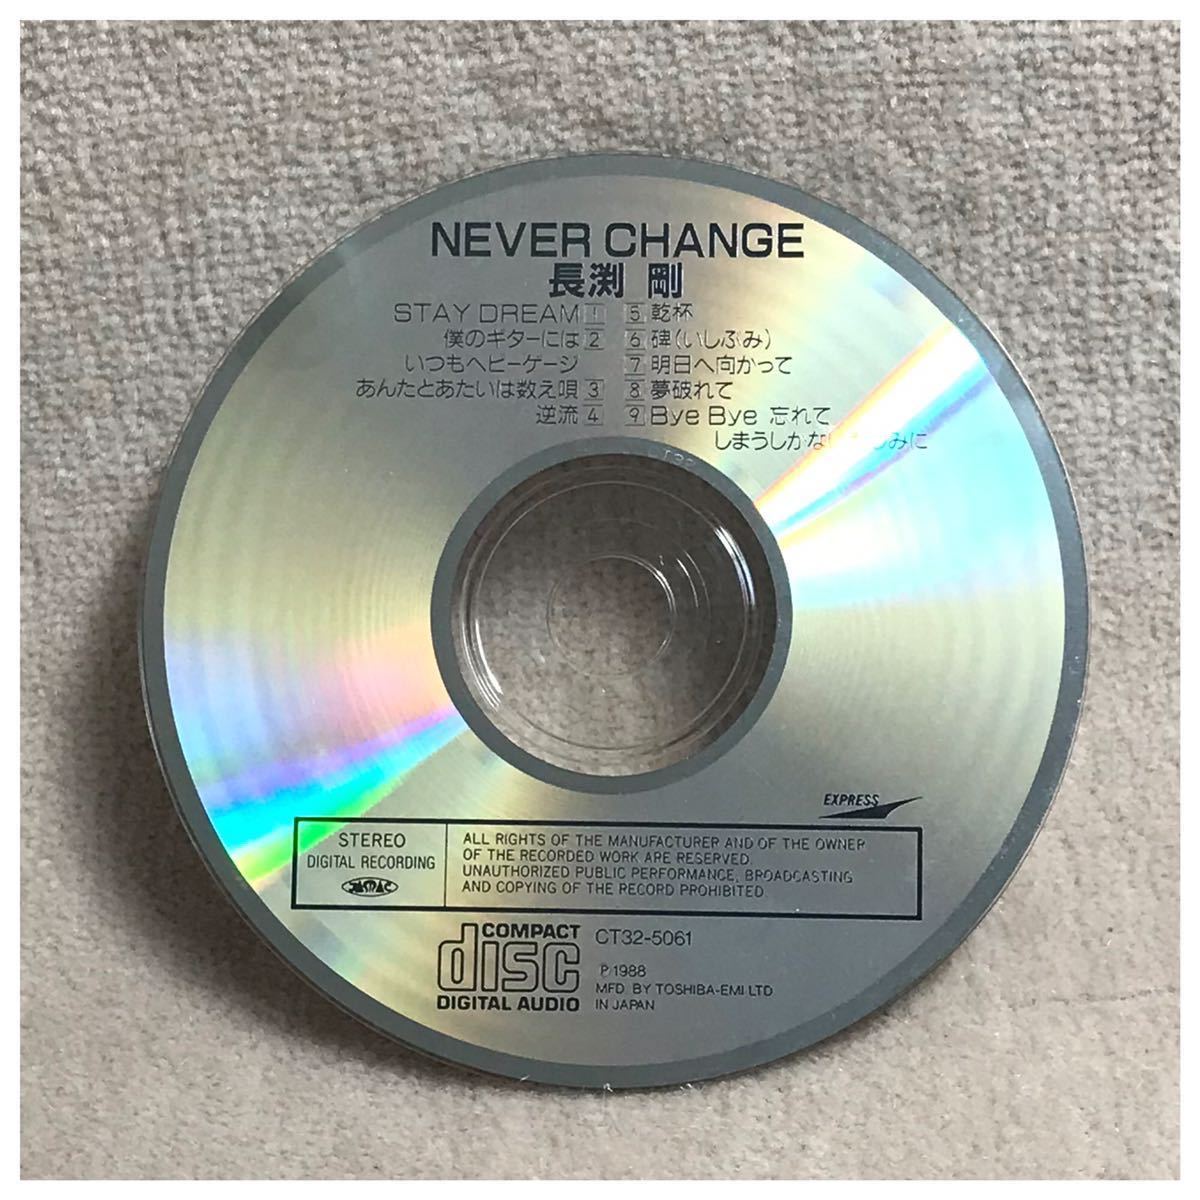 NEVER CHANGE
長渕 剛
STAY DREAM 1
僕のギターには 2
いつもヘビーゲージ
あんたとあたいは数え唄 3
逆流 4
5 乾杯
6 碑(いしぶみ)
7 明日へ向かって
8 夢破れて
9 Bye Bye 忘れて
しまうしかな
みに
EXPRESS
STEREO
DIGITAL RECORDING
JASRAC
ALL RIGHTS OF THE MANUFACTURER AND OF THE OWNER
OF THE RECORDED WORK ARE RESERVED.
UNAUTHORIZED PUBLIC PERFORMANCE, BROADCASTING
AND COPYING OF THE RECORD PROHIBITED.
COMPACT
disc
DIGITAL AUDIO
CT32-5061
℗1988
MFD. BY TOSHIBA-EMI LTD
IN JAPAN